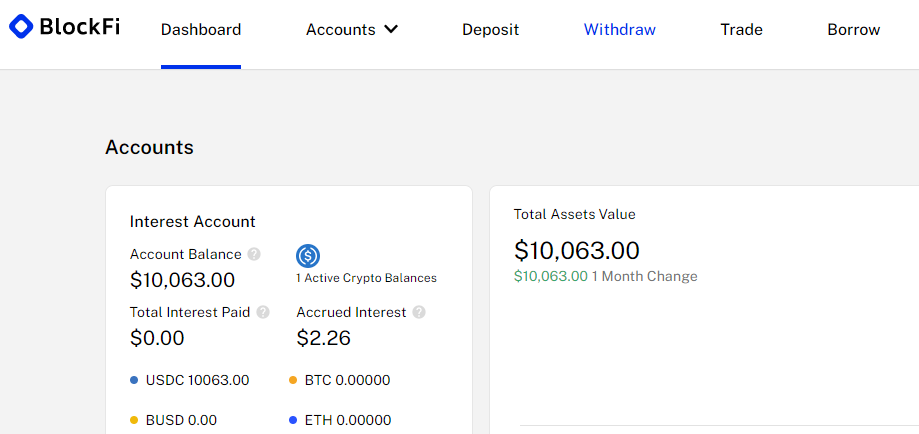 BlockFi Dashboard Accounts Deposit Withdraw Trade Borrow
Accounts
Interest Account
Account Balance ?
$10,063.00
1 Active Crypto Balances
Total Interest Paid ?
$0.00
Accrued Interest ?
$2.26
USDC 10063.00
BTC 0.00000
BUSD 0.00
ETH 0.00000
Total Assets Value
$10,063.00
$10,063.00 1 Month Change